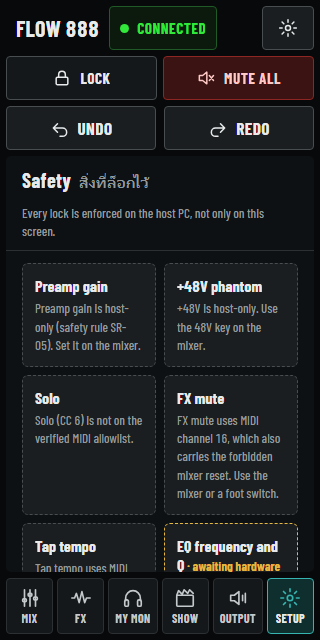 FLOW 888 CONNECTED
LOCK MUTE ALL
UNDO REDO
Safety สิ่งที่ล็อกไว้
Every lock is enforced on the host PC, not only on this
screen.
Preamp gain
Preamp gain is host-
only (safety rule SR-
05). Set it on the mixer.
+48V phantom
+48V is host-only. Use
the 48V key on the
mixer.
Solo
Solo (CC 6) is not on the
verified MIDI allowlist.
FX mute
FX mute uses MIDI
channel 16, which also
carries the forbidden
mixer reset. Use the
mixer or a foot switch.
Tap tempo
Tap tempo uses MIDI
EQ frequency and
Q · awaiting hardware
MIX FX MY MON SHOW OUTPUT SETUP